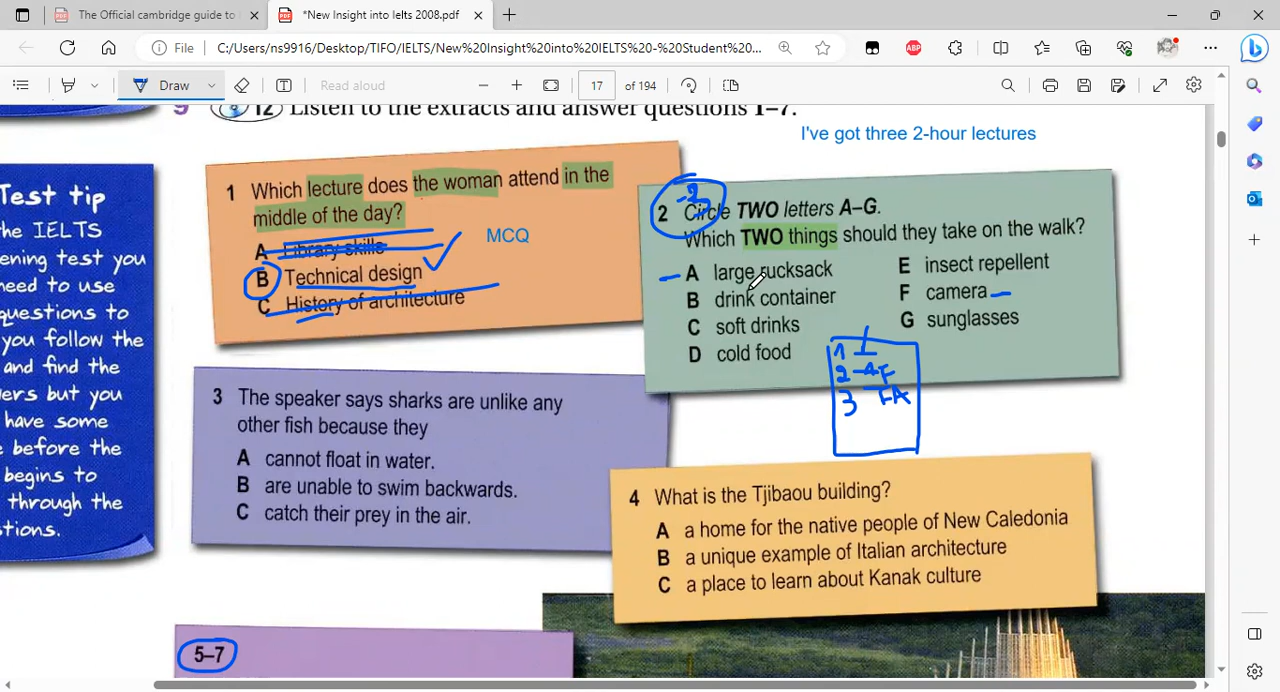 The Official cambridge guide to
*New Insight into Ielts 2008.pdf
File
C:/Users/ns9916/Desktop/TIFO/IELTS/New%20Insight%20into%20IELTS%20-%20Student%20...
ABP
Draw
Read aloud
17
of 194
9 12 Listen to the extracts and answer questions 1–7.
I've got three 2-hour lectures
Test tip
he IELTS
ening test you
need to use
questions to
you follow the
and find the
ers but you
have some
before the
begins to
through the
stions.
1 Which lecture does the woman attend in the
middle of the day?
A Library skills
B Technical design
C History of architecture
MCQ
2 Circle TWO letters A–G.
Which TWO things should they take on the walk?
A large rucksack
B drink container
C soft drinks
D cold food
E insect repellent
F camera
G sunglasses
1
2
3
3 The speaker says sharks are unlike any
other fish because they
A cannot float in water.
B are unable to swim backwards.
C catch their prey in the air.
4 What is the Tjibaou building?
A a home for the native people of New Caledonia
B a unique example of Italian architecture
C a place to learn about Kanak culture
5–7